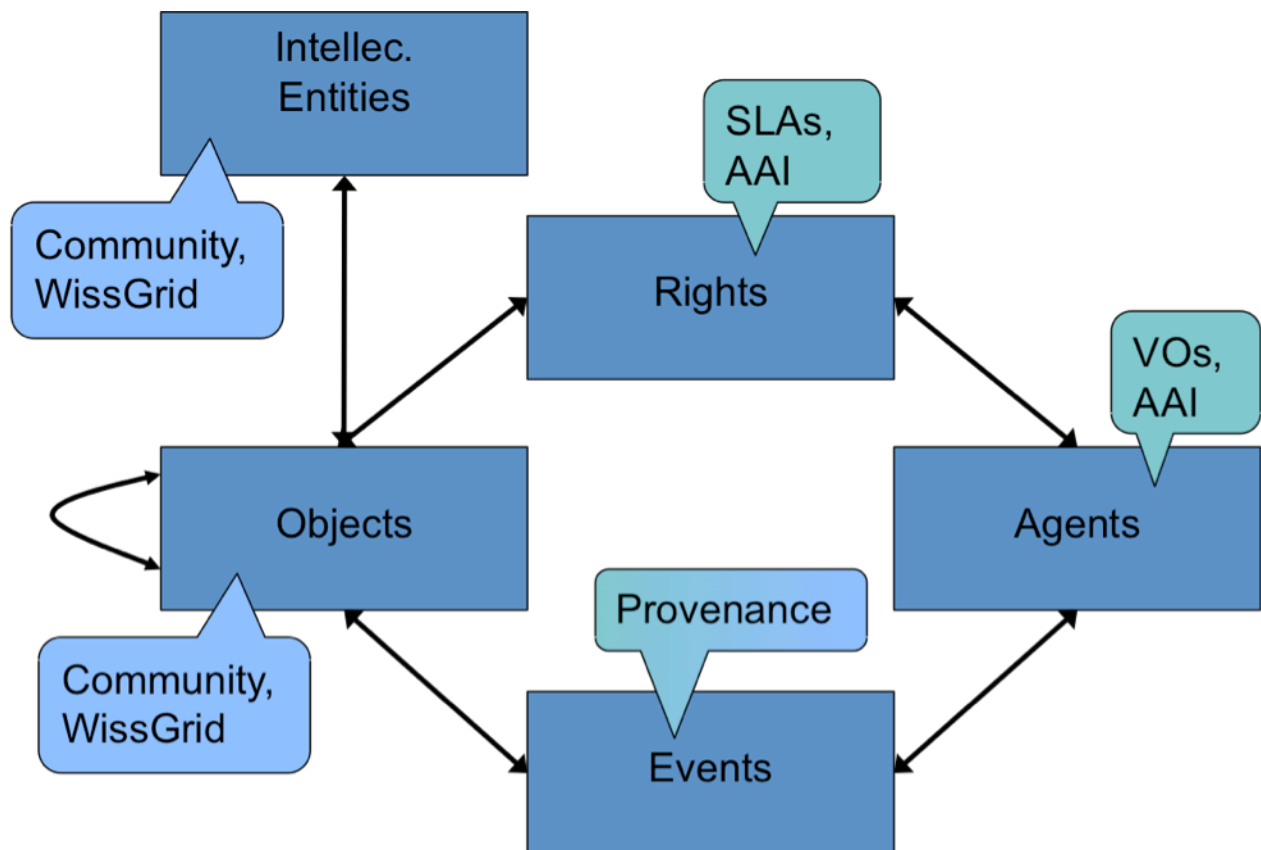 Intellec.
Entities
SLAs,
AAI
Community,
WissGrid
Rights
VOs,
AAI
Objects
Agents
Provenance
Community,
WissGrid
Events